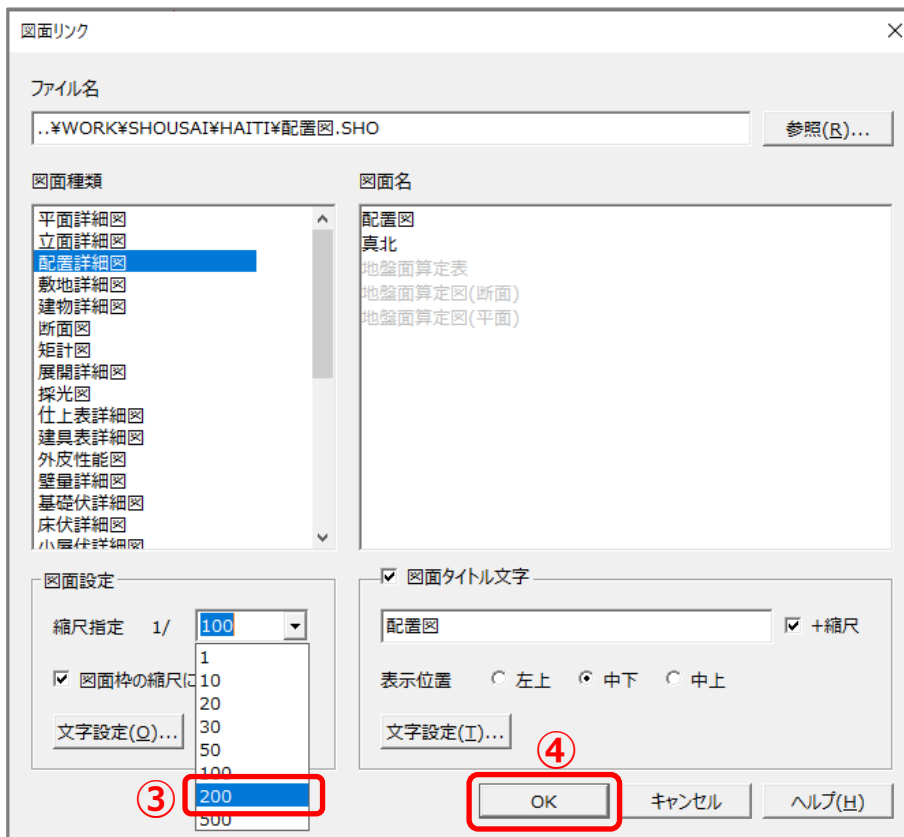 図面リンク
ファイル名
..¥WORK¥SHOUSAI¥HAITI¥配置図.SHO
参照(R)...
図面種類
平面詳細図
立面詳細図
配置詳細図
敷地詳細図
建物詳細図
断面図
矩計図
展開詳細図
採光図
仕上表詳細図
建具表詳細図
外皮性能図
壁量詳細図
基礎伏詳細図
床伏詳細図
小屋伏詳細図
図面名
配置図
真北
地盤面算定表
地盤面算定図(断面)
地盤面算定図(平面)
図面設定
縮尺指定 1/ 100
1
10
20
30
50
100
200
500
図面枠の縮尺に
文字設定(O)...
図面タイトル文字
配置図
+縮尺
表示位置 左上 中下 中上
文字設定(T)...
③
④
OK
キャンセル
ヘルプ(H)